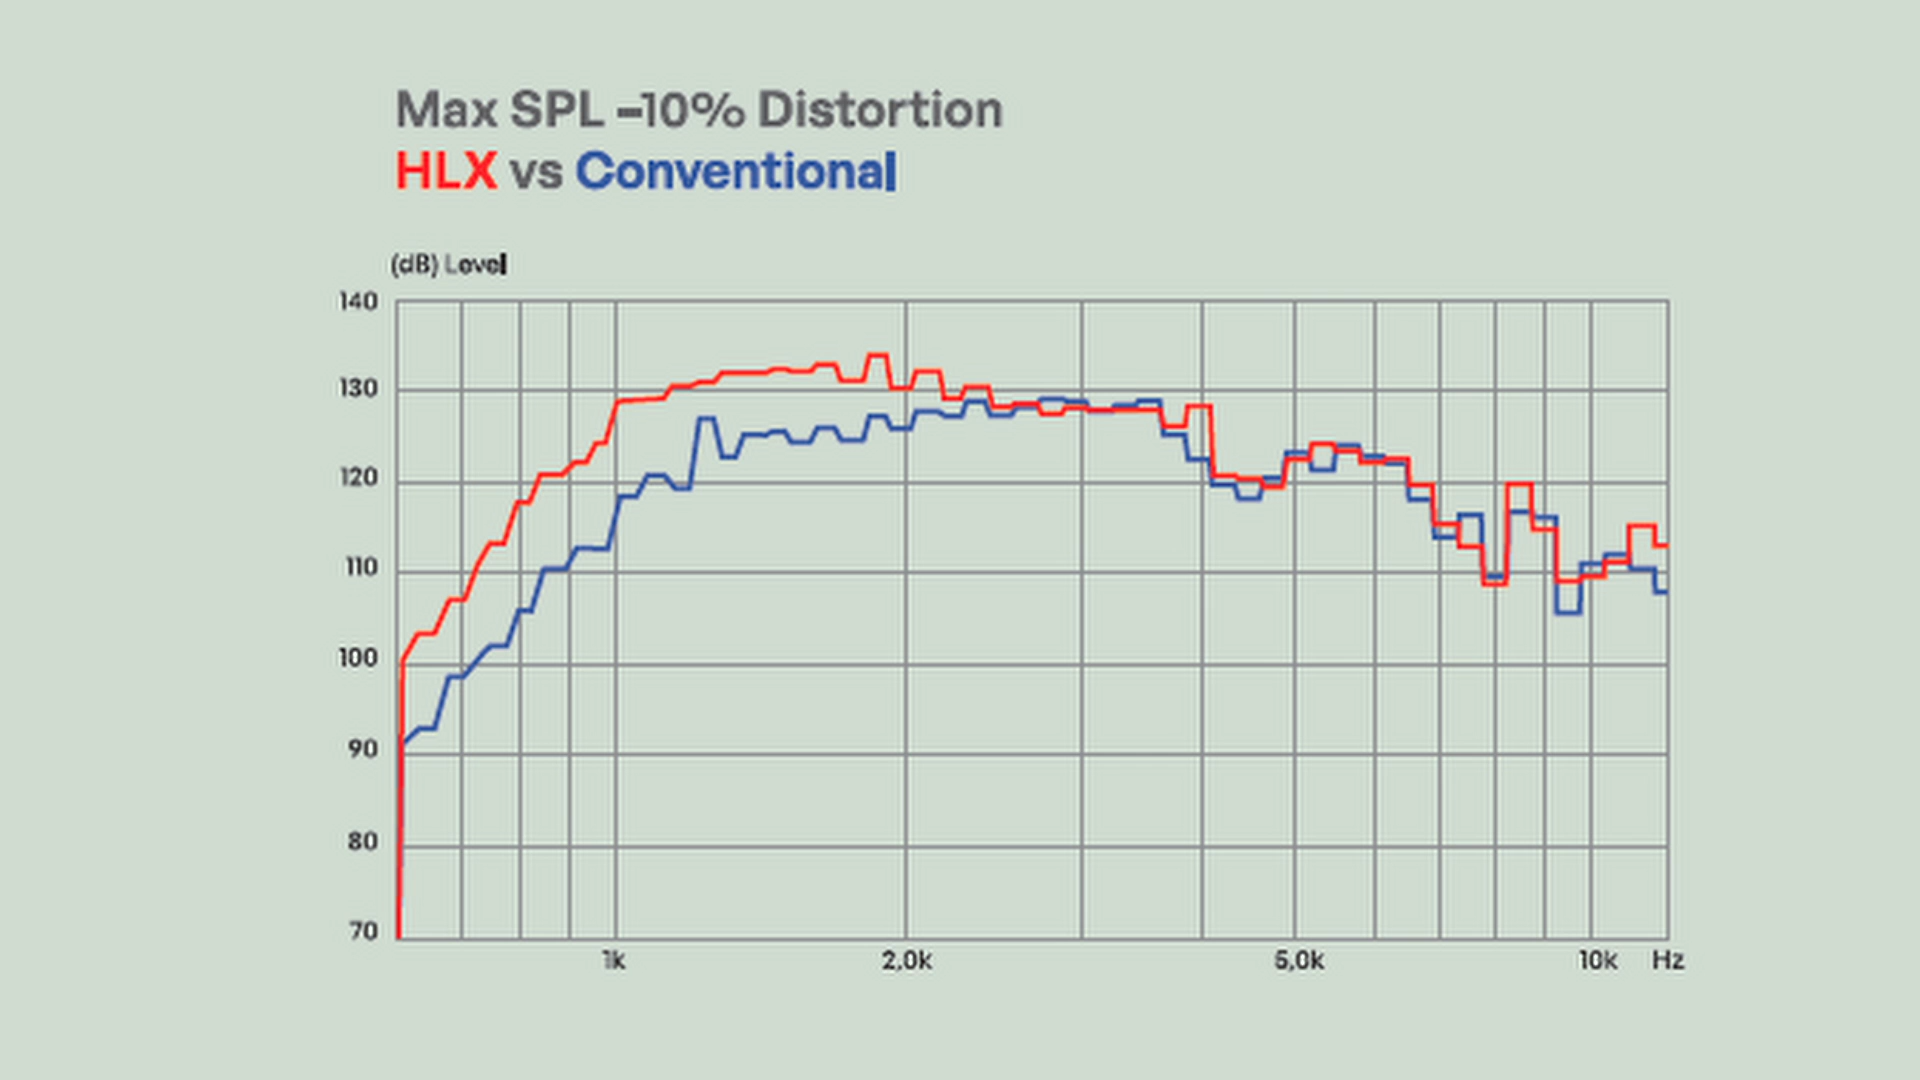 Max SPL –10% Distortion
HLX vs Conventional
(dB) Level
140
130
120
110
100
90
80
70
1k 2,0k 5,0k 10k Hz